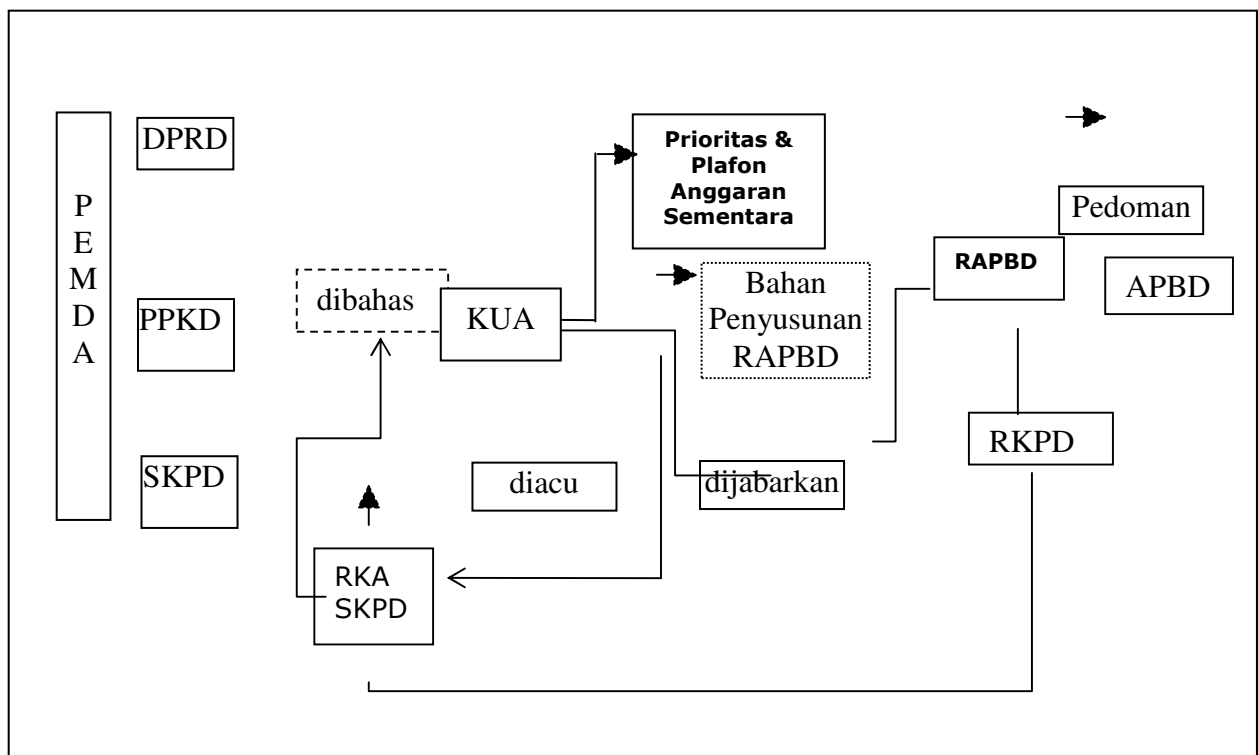 P
E
M
D
A
DPRD
PPKD
SKPD
dibahas
KUA
Prioritas &
Plafon
Anggaran
Sementara
Bahan
Penyusunan
RAPBD
diacu
dijabarkan
RKA
SKPD
RAPBD
Pedoman
APBD
RKPD